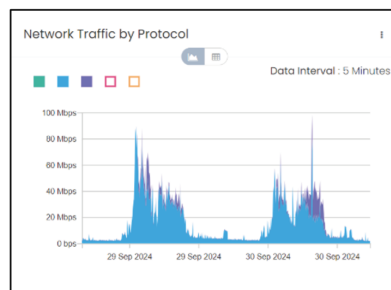 Network Traffic by Protocol
Data Interval : 5 Minutes
100 Mbps
80 Mbps
60 Mbps
40 Mbps
20 Mbps
0 bps
29 Sep 2024 29 Sep 2024 30 Sep 2024 30 Sep 2024